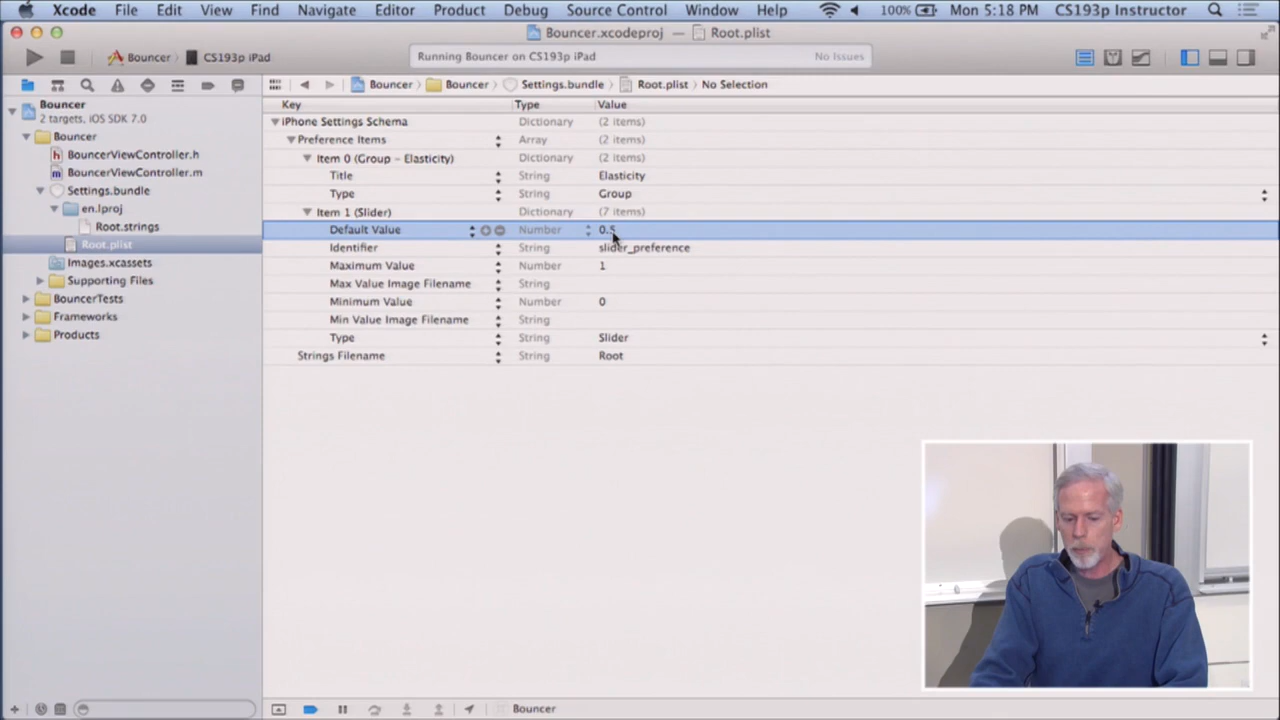 Xcode File Edit View Find Navigate Editor Product Debug Source Control Window Help 100% Mon 5:18 PM CS193p Instructor
Bouncer.xcodeproj — Root.plist
Bouncer CS193p iPad Running Bouncer on CS193p iPad No Issues
Bouncer Bouncer Settings.bundle Root.plist No Selection
Bouncer
2 targets, iOS SDK 7.0
Bouncer
BouncerViewController.h
BouncerViewController.m
Settings.bundle
en.lproj
Root.strings
Root.plist
Images.xcassets
Supporting Files
BouncerTests
Frameworks
Products
Key Type Value
iPhone Settings Schema Dictionary (2 items)
Preference Items Array (2 items)
Item 0 (Group – Elasticity) Dictionary (2 items)
Title String Elasticity
Type String Group
Item 1 (Slider) Dictionary (7 items)
Default Value Number 0.5
Identifier String slider_preference
Maximum Value Number 1
Max Value Image Filename String
Minimum Value Number 0
Min Value Image Filename String
Type String Slider
Strings Filename String Root
Bouncer